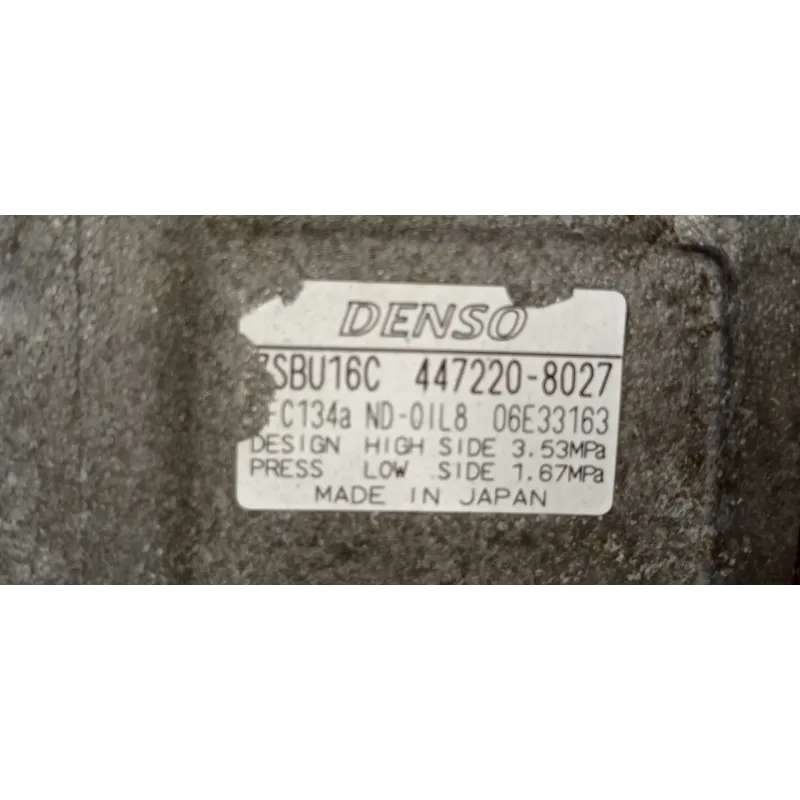 DENSO
7SBU16C 447220-8027
FC134a ND-OIL8 06E33163
DESIGN HIGH SIDE 3.53MPa
PRESS LOW SIDE 1.67MPa
MADE IN JAPAN